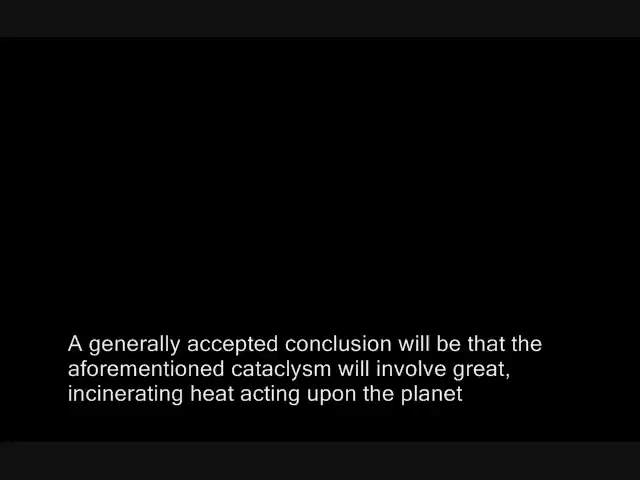 A generally accepted conclusion will be that the
aforementioned cataclysm will involve great,
incinerating heat acting upon the planet